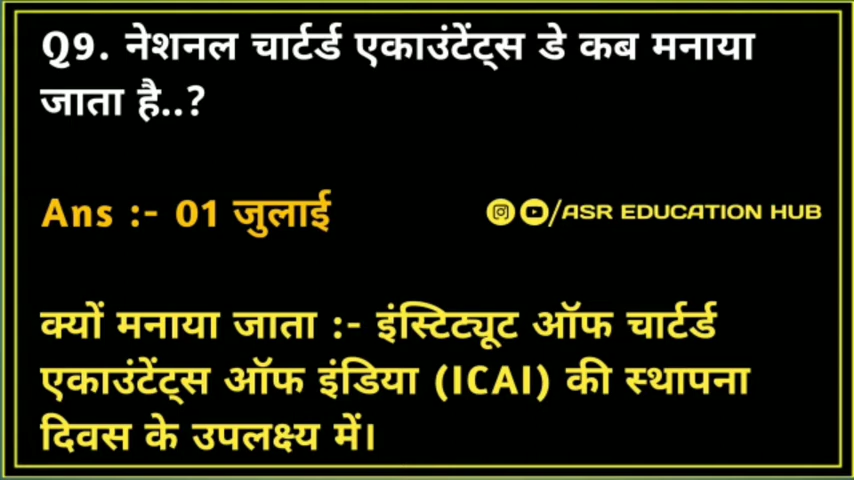 Q9. नेशनल चार्टर्ड एकाउंटेंट्स डे कब मनाया
जाता है..?
Ans :- 01 जुलाई
/ASR EDUCATION HUB
क्यों मनाया जाता :- इंस्टिट्यूट ऑफ चार्टर्ड
एकाउंटेंट्स ऑफ इंडिया (ICAI) की स्थापना
दिवस के उपलक्ष्य में।